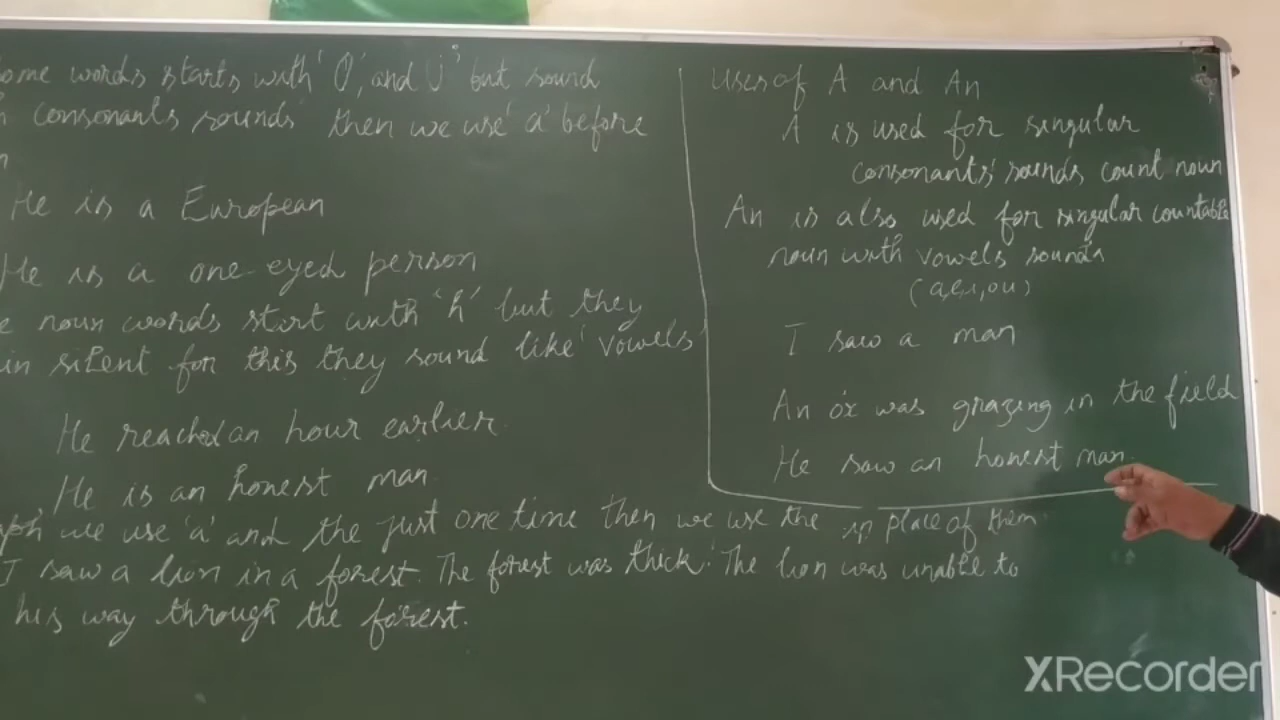 ome words starts with 'O', and U' but sound
consonants sounds then we use 'a' before
He is a European
He is a one-eyed person
noun words start with 'h' but they
in silent for this they sound like 'vowels'
He reached an hour earlier.
He is an honest man.
we use 'a' and the just one time then we use the in place of them
I saw a lion in a forest. The forest was thick. The lion was unable to
his way through the forest.
Uses of A and An
A is used for singular
consonants' sounds count noun
An is also used for singular countable
noun with vowels sounds
(a,e,i,ou)
I saw a man
An ox was grazing in the field
He saw an honest man.
XRecorder